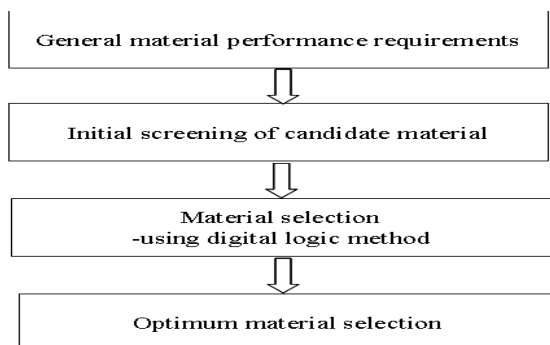 General material performance requirements
Initial screening of candidate material
Material selection
-using digital logic method
Optimum material selection